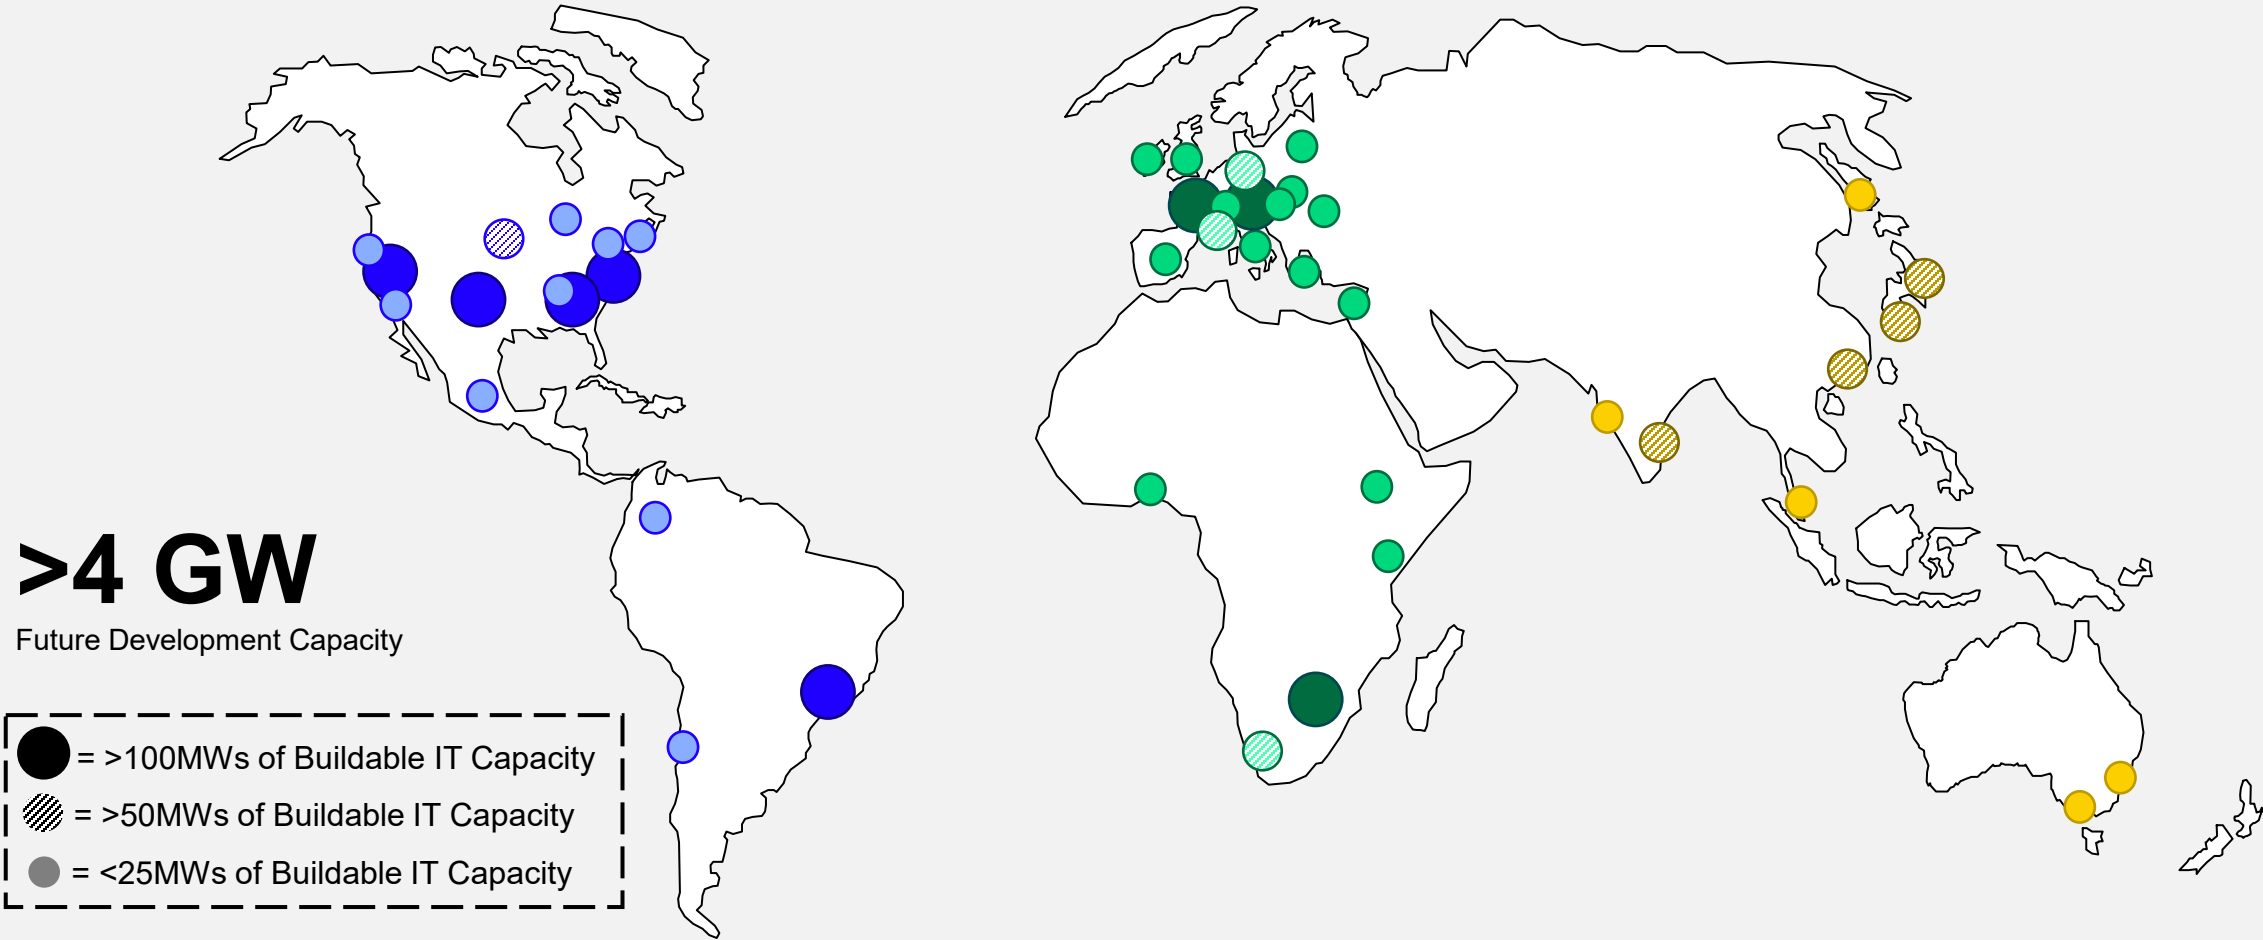 >4 GW
Future Development Capacity
= >100MWs of Buildable IT Capacity
= >50MWs of Buildable IT Capacity
= <25MWs of Buildable IT Capacity